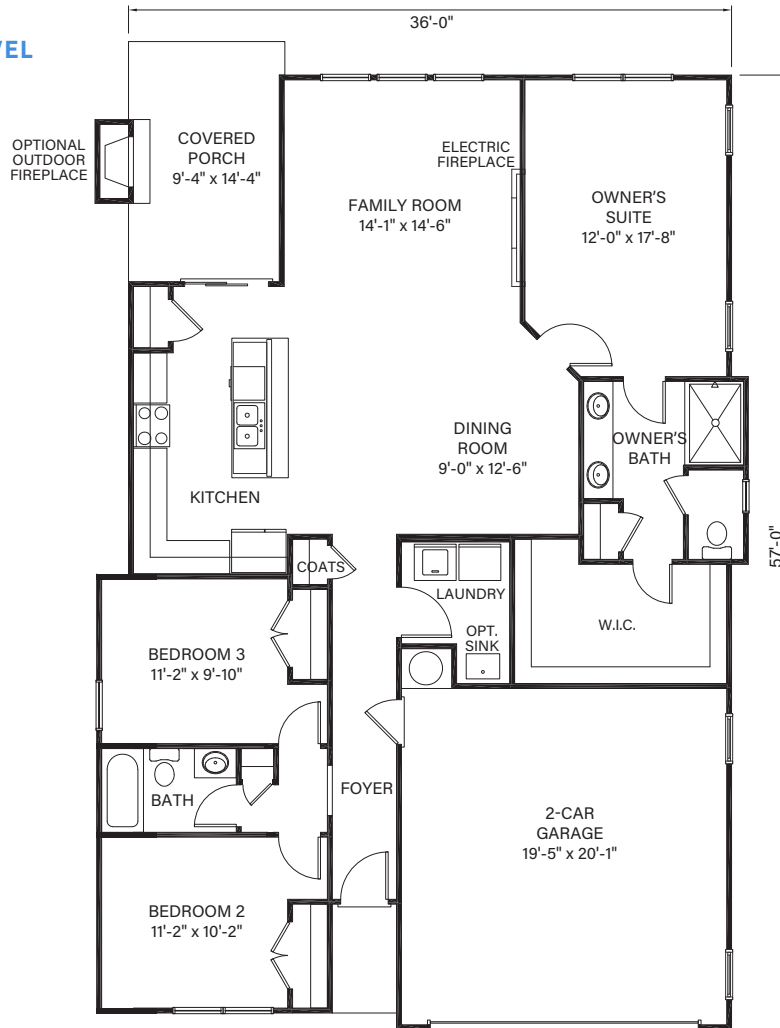 36'-0"
VEL
OPTIONAL
OUTDOOR
FIREPLACE
COVERED
PORCH
9'-4" x 14'-4"
ELECTRIC
FIREPLACE
FAMILY ROOM
14'-1" x 14'-6"
OWNER'S
SUITE
12'-0" x 17'-8"
DINING
ROOM
9'-0" x 12'-6"
OWNER'S
BATH
KITCHEN
57'-0"
COATS
LAUNDRY
OPT.
SINK
W.I.C.
BEDROOM 3
11'-2" x 9'-10"
BATH
FOYER
2-CAR
GARAGE
19'-5" x 20'-1"
BEDROOM 2
11'-2" x 10'-2"